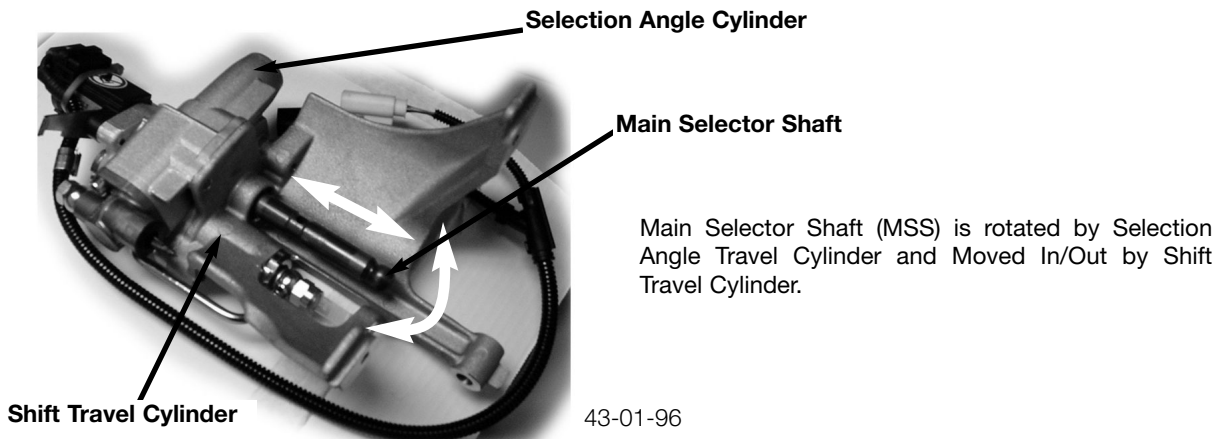 Selection Angle Cylinder
Main Selector Shaft
Main Selector Shaft (MSS) is rotated by Selection
Angle Travel Cylinder and Moved In/Out by Shift
Travel Cylinder.
Shift Travel Cylinder
43-01-96